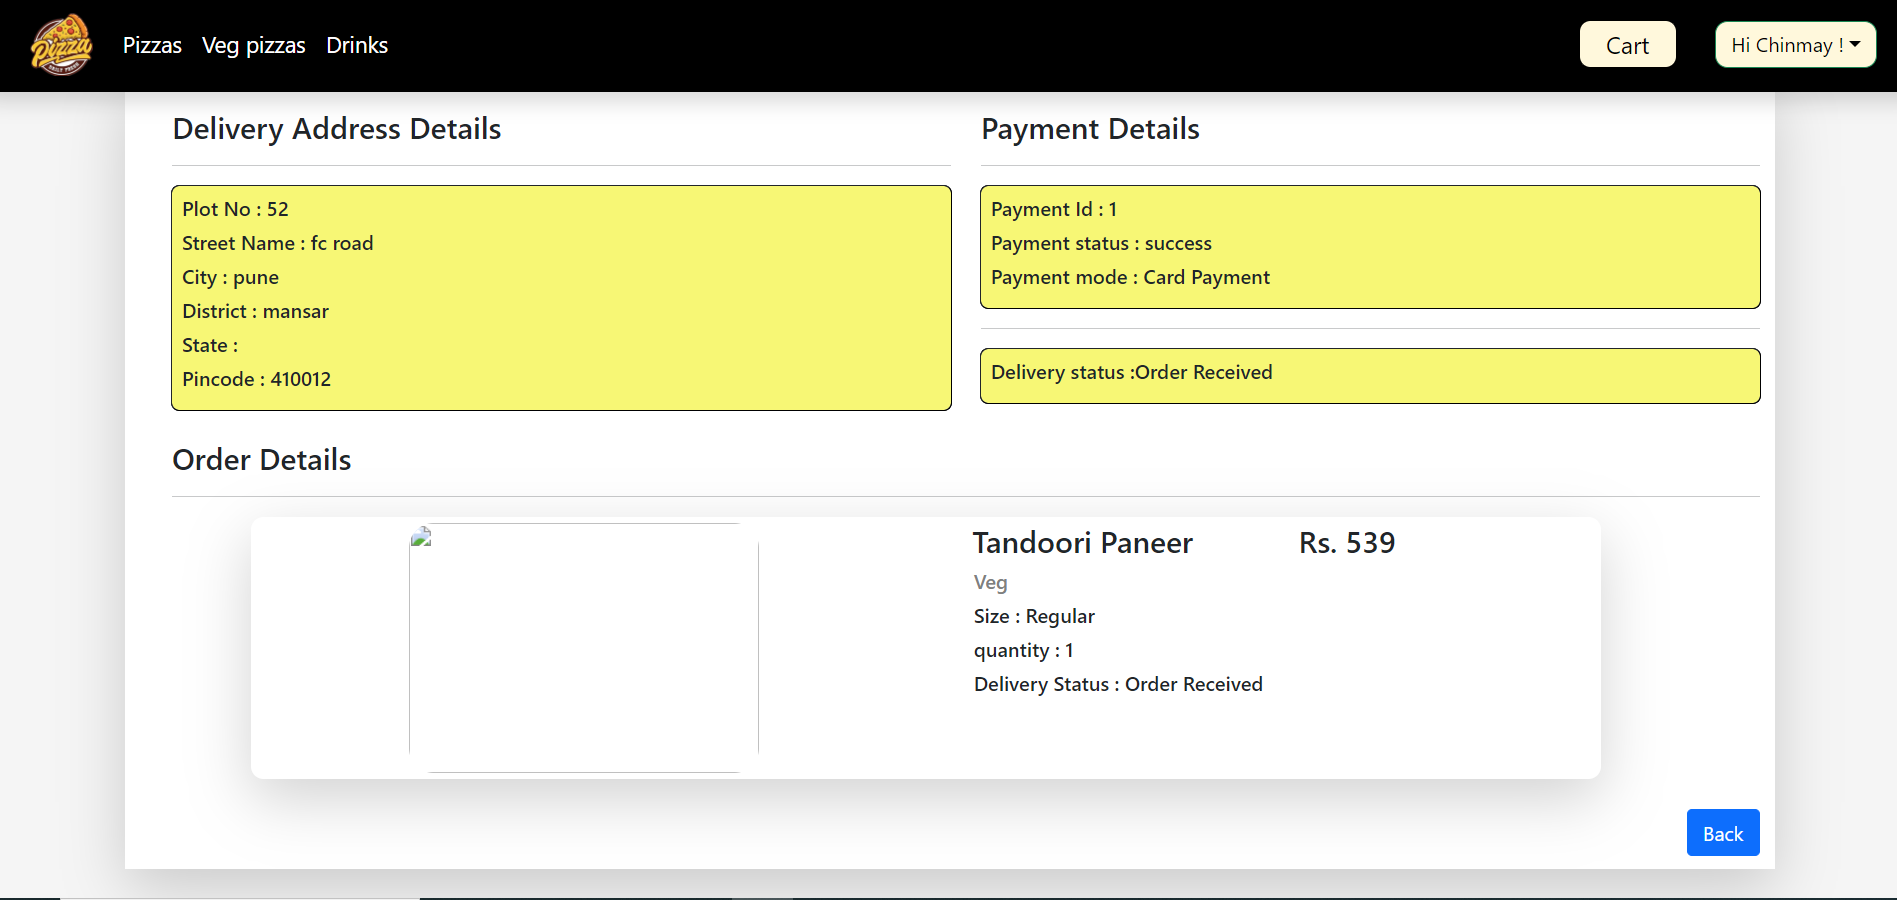 Pizza
Pizzas Veg pizzas Drinks Cart Hi Chinmay !
Delivery Address Details
Plot No : 52
Street Name : fc road
City : pune
District : mansar
State :
Pincode : 410012
Payment Details
Payment Id : 1
Payment status : success
Payment mode : Card Payment
Delivery status :Order Received
Order Details
Tandoori Paneer Rs. 539
Veg
Size : Regular
quantity : 1
Delivery Status : Order Received
Back